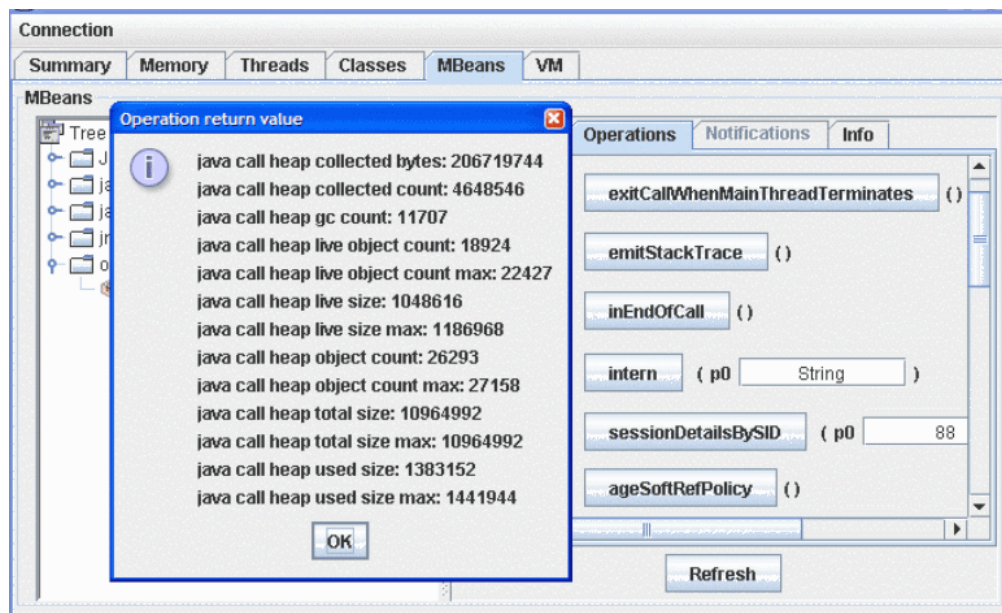 Connection
Summary Memory Threads Classes MBeans VM
MBeans
Operation return value
Tree
J
ja
ja
jn
o
java call heap collected bytes: 206719744
java call heap collected count: 4648546
java call heap gc count: 11707
java call heap live object count: 18924
java call heap live object count max: 22427
java call heap live size: 1048616
java call heap live size max: 1186968
java call heap object count: 26293
java call heap object count max: 27158
java call heap total size: 10964992
java call heap total size max: 10964992
java call heap used size: 1383152
java call heap used size max: 1441944
OK
Operations Notifications Info
exitCallWhenMainThreadTerminates ()
emitStackTrace ()
inEndOfCall ()
intern ( p0 String )
sessionDetailsBySID ( p0 88
ageSoftRefPolicy ()
Refresh